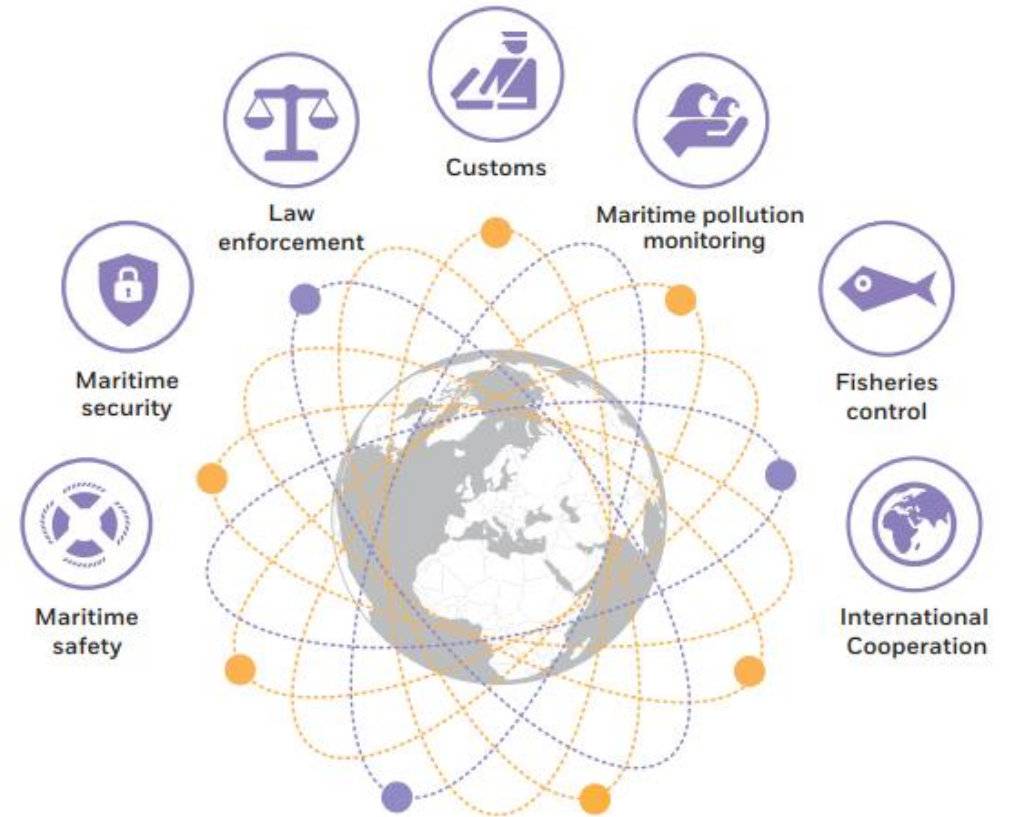 Customs
Law
enforcement
Maritime pollution
monitoring
Maritime
security
Fisheries
control
Maritime
safety
International
Cooperation